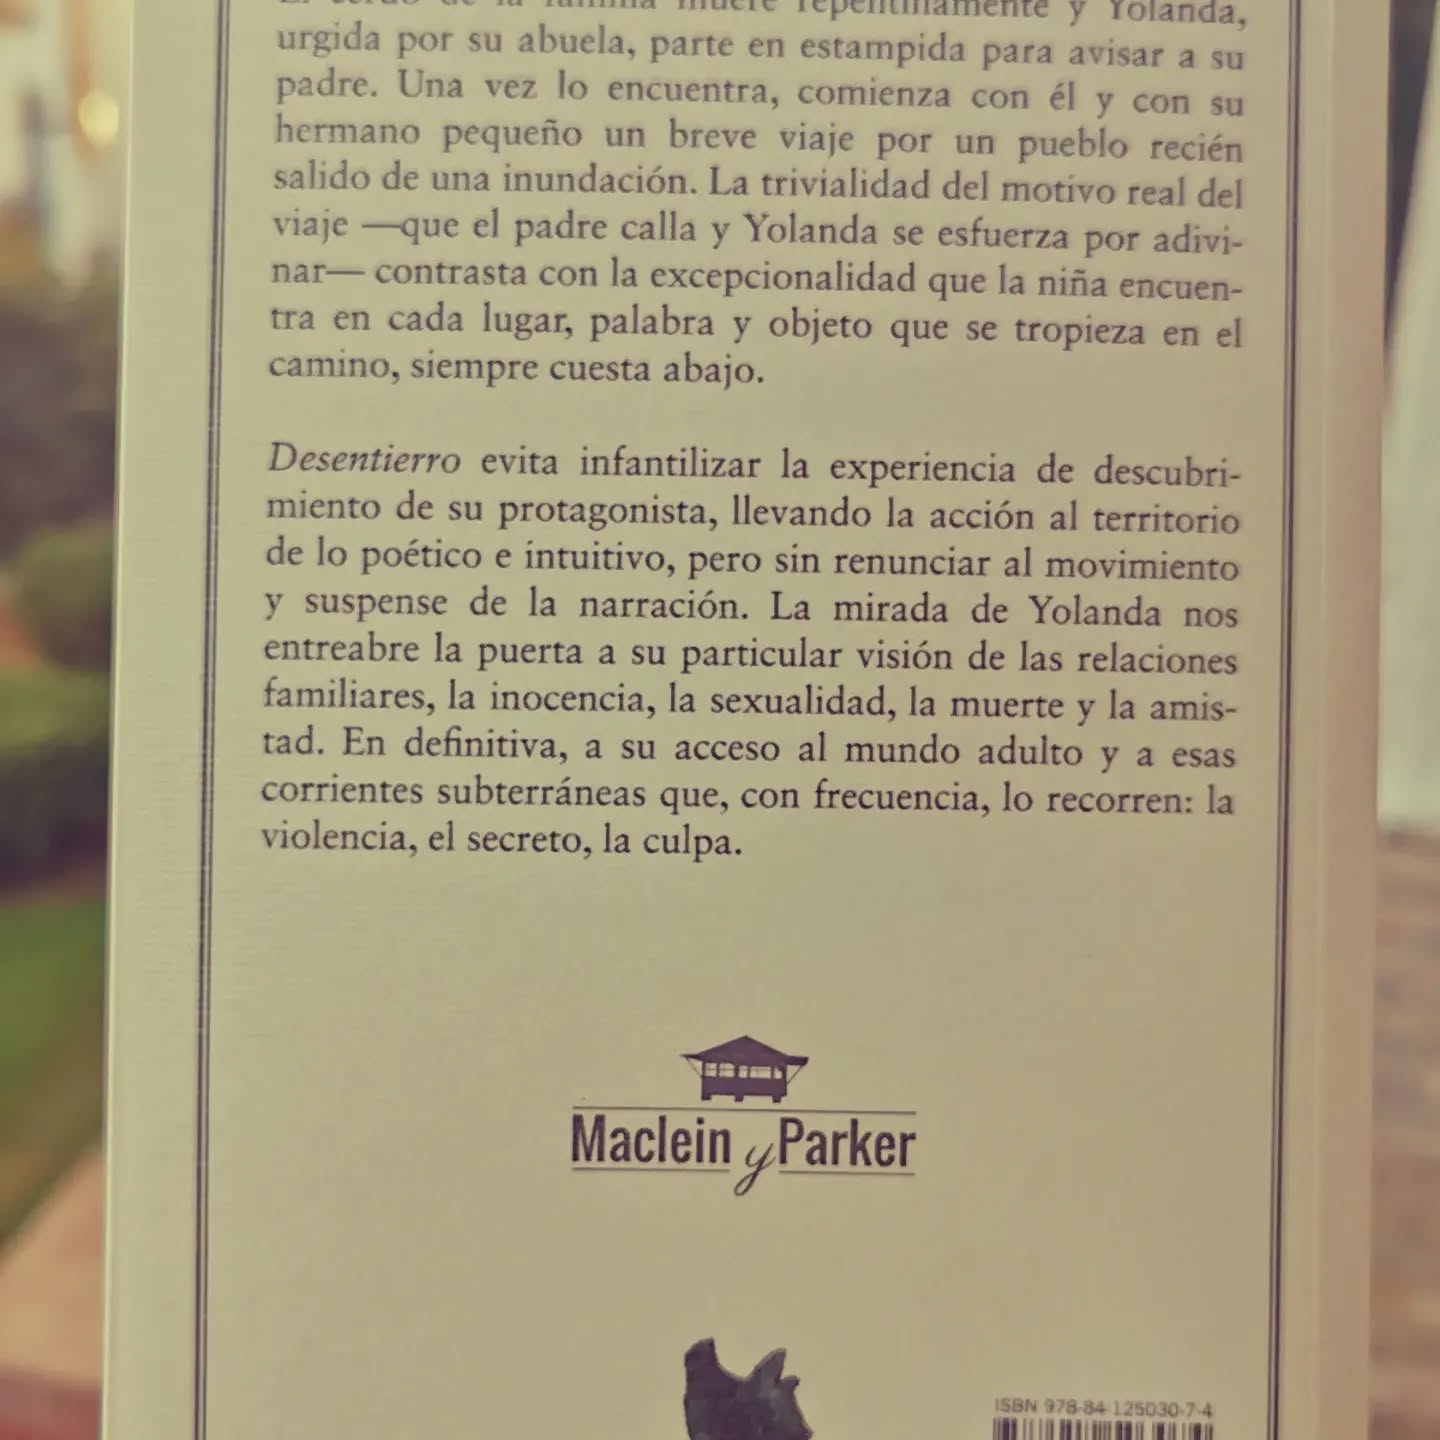 El cerdo de la familia muere repentinamente y Yolanda,
urgida por su abuela, parte en estampida para avisar a su
padre. Una vez lo encuentra, comienza con él y con su
hermano pequeño un breve viaje por un pueblo recién
salido de una inundación. La trivialidad del motivo real del
viaje —que el padre calla y Yolanda se esfuerza por adivi-
nar— contrasta con la excepcionalidad que la niña encuen-
tra en cada lugar, palabra y objeto que se tropieza en el
camino, siempre cuesta abajo.
Desentierro evita infantilizar la experiencia de descubri-
miento de su protagonista, llevando la acción al territorio
de lo poético e intuitivo, pero sin renunciar al movimiento
y suspense de la narración. La mirada de Yolanda nos
entreabre la puerta a su particular visión de las relaciones
familiares, la inocencia, la sexualidad, la muerte y la amis-
tad. En definitiva, a su acceso al mundo adulto y a esas
corrientes subterráneas que, con frecuencia, lo recorren: la
violencia, el secreto, la culpa.
Maclein y Parker
ISBN 978-84-125030-7-4